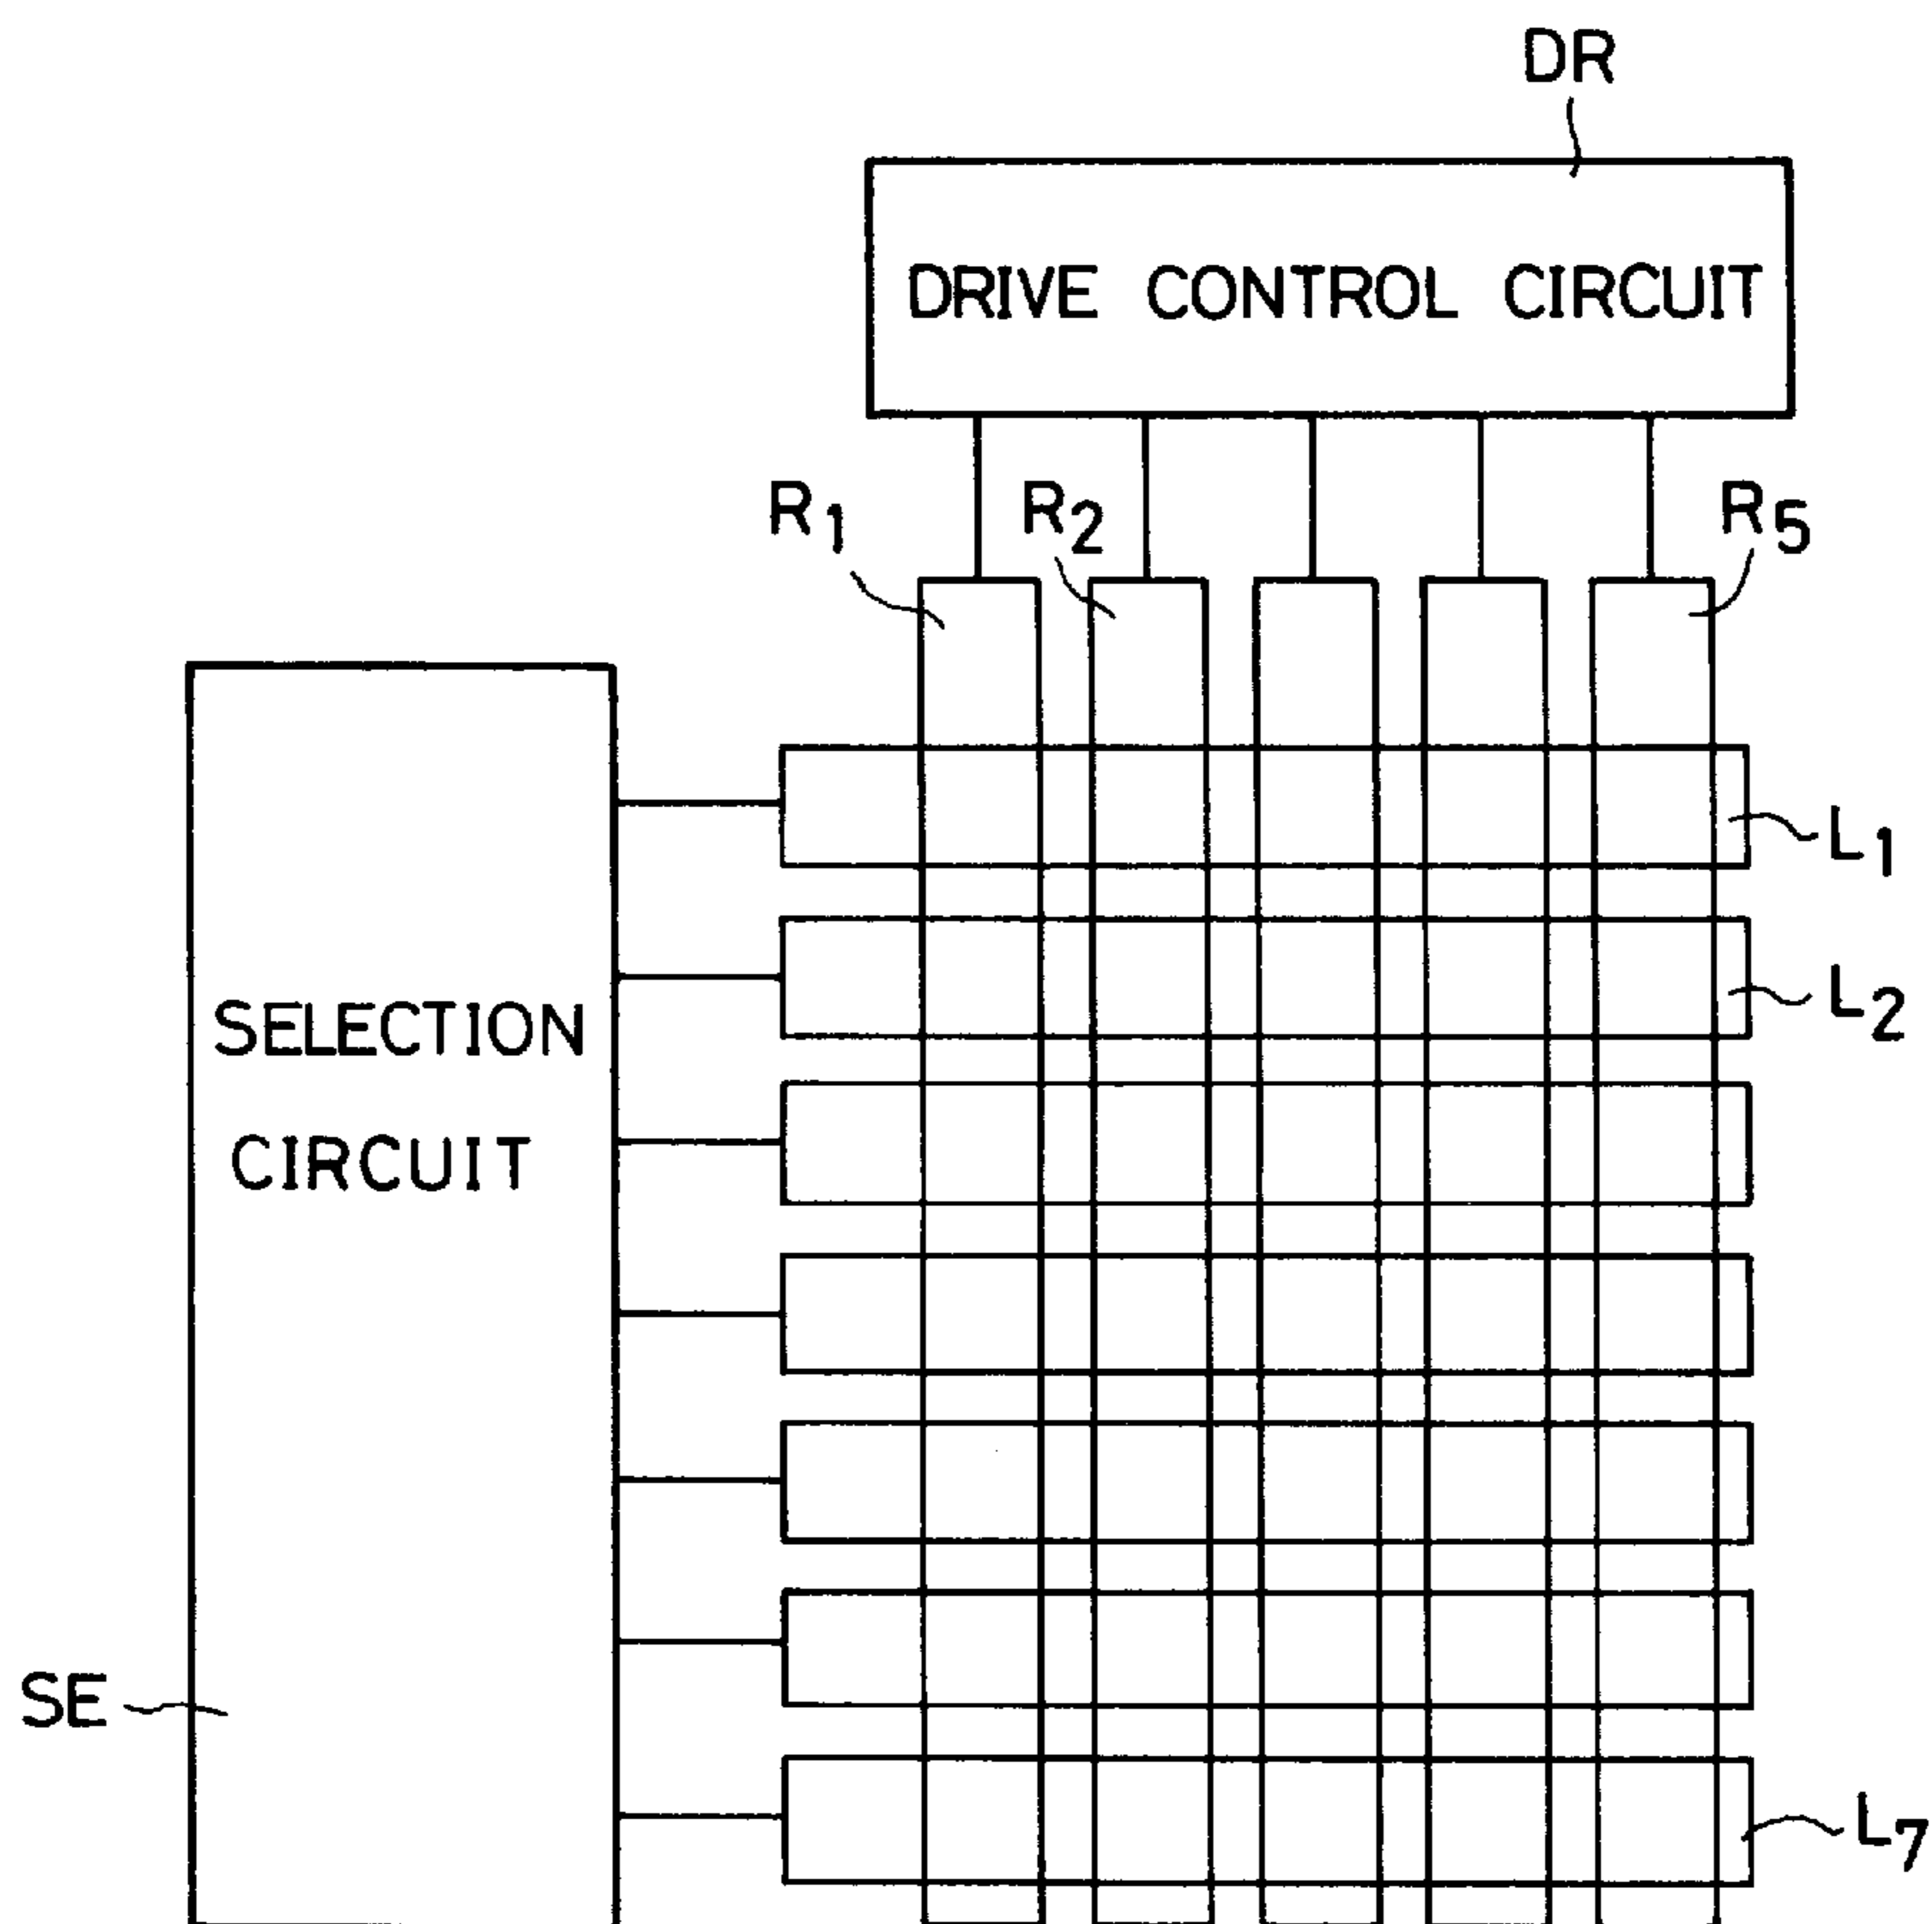 DR
DRIVE CONTROL CIRCUIT
R1
R2
R5
L1
SELECTION
L2
CIRCUIT
SE
L7